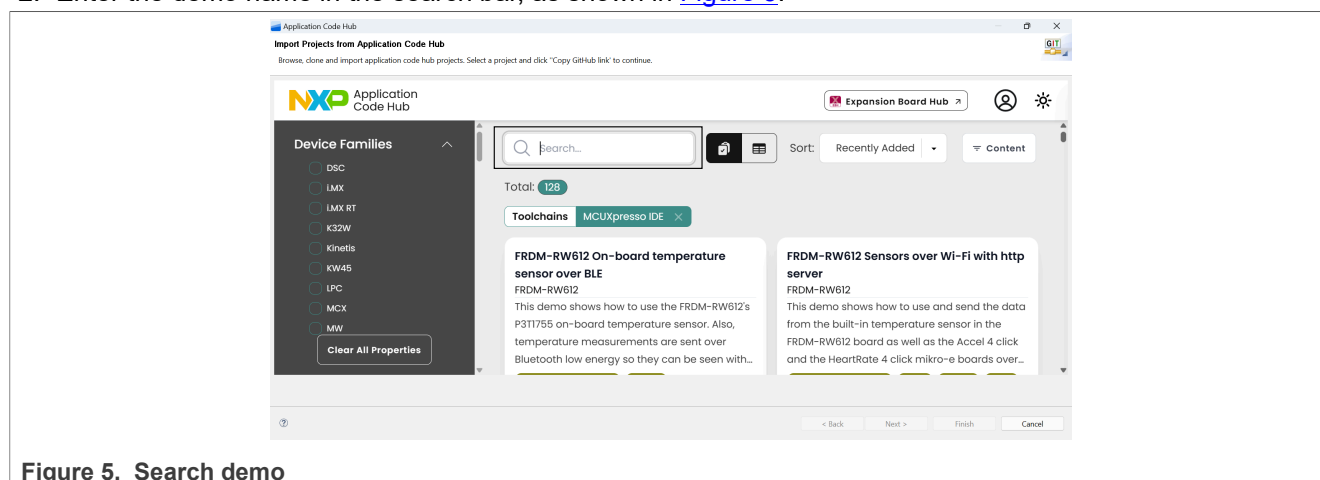 2. Enter the demo name in the search bar, as shown in Figure 5.
Application Code Hub
Import Projects from Application Code Hub
Browse, clone and import application code hub projects. Select a project and click "Copy GitHub link' to continue.
GIT
NXP Application
Code Hub
Expansion Board Hub
Device Families
DSC
i.MX
i.MX RT
K32W
Kinetis
KW45
LPC
MCX
MW
Clear All Properties
Search...
Sort: Recently Added
Content
Total: 128
Toolchains MCUXpresso IDE
FRDM-RW612 On-board temperature
sensor over BLE
FRDM-RW612
This demo shows how to use the FRDM-RW612's
P3T1755 on-board temperature sensor. Also,
temperature measurements are sent over
Bluetooth low energy so they can be seen with...
FRDM-RW612 Sensors over Wi-Fi with http
server
FRDM-RW612
This demo shows how to use and send the data
from the built-in temperature sensor in the
FRDM-RW612 board as well as the Accel 4 click
and the HeartRate 4 click mikro-e boards over...
< Back Next > Finish Cancel
Figure 5. Search demo